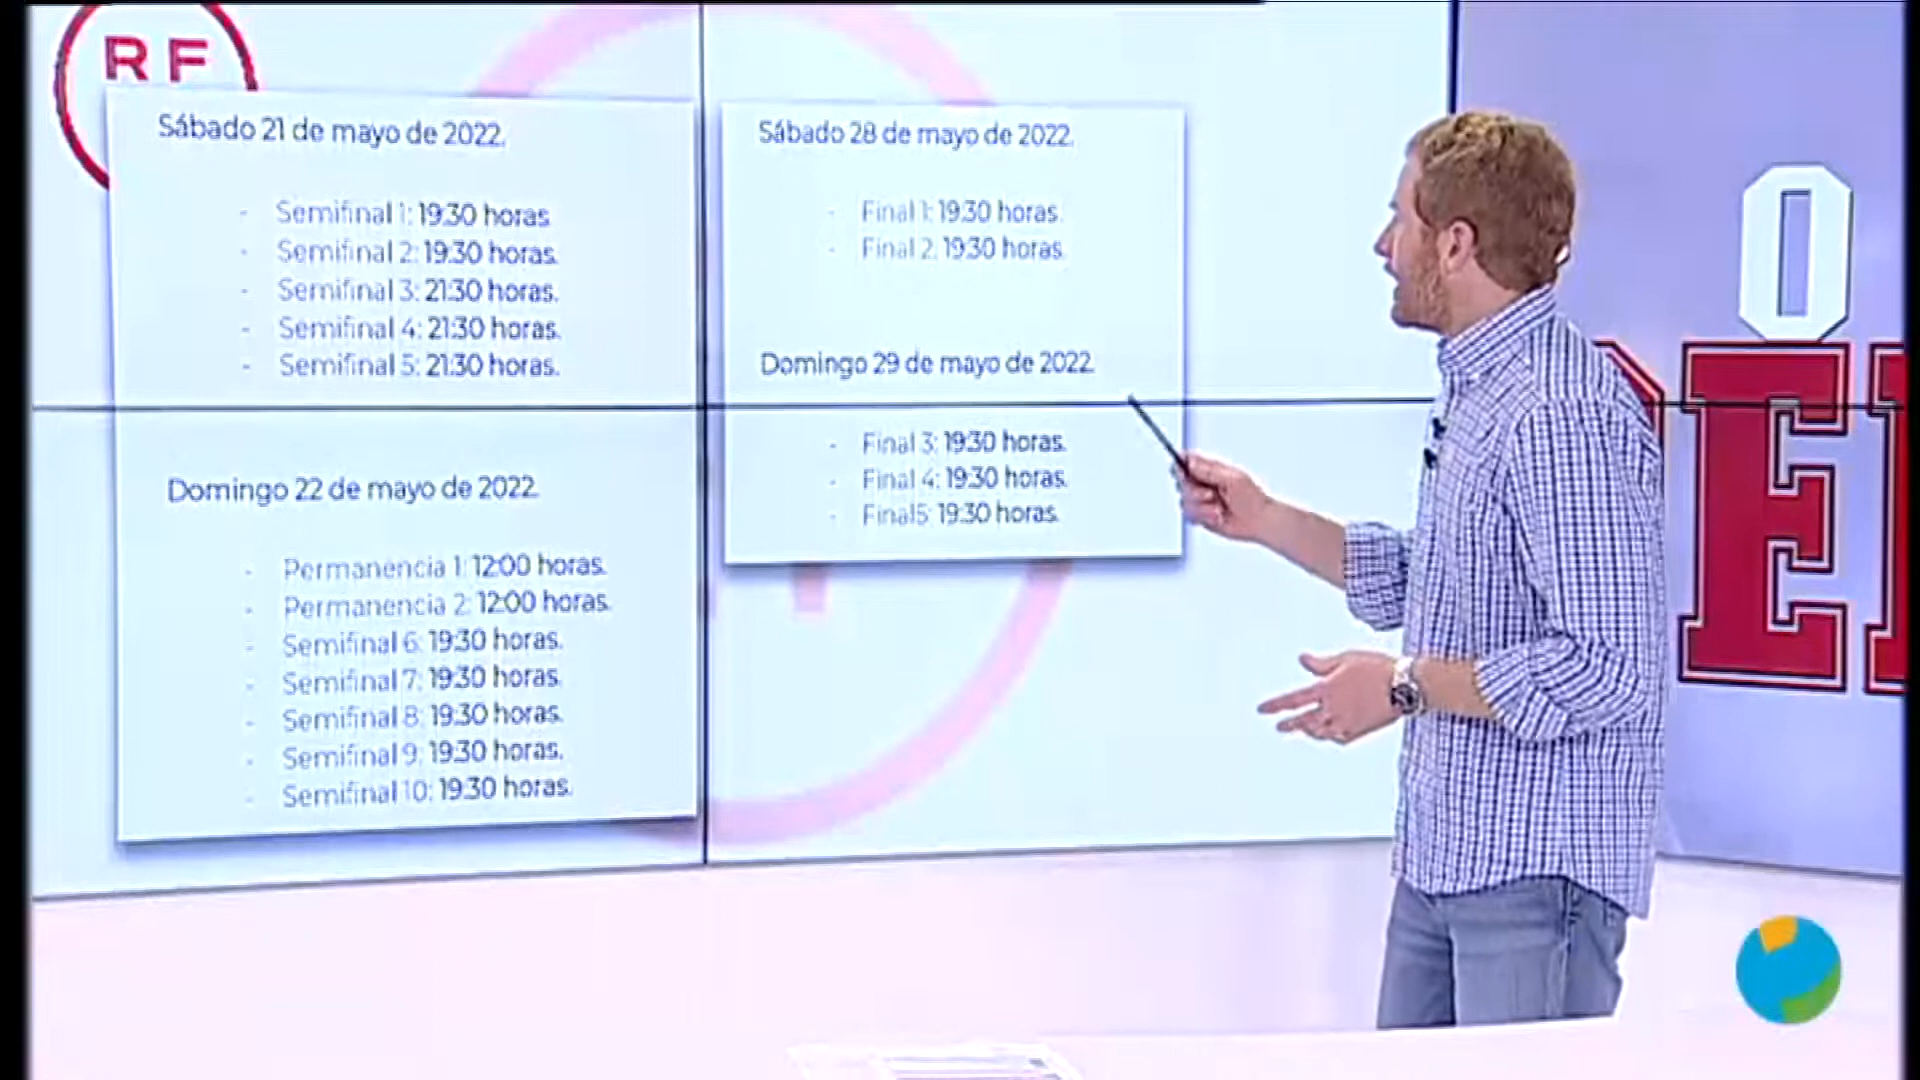 R F
Sábado 21 de mayo de 2022.
- Semifinal 1: 19:30 horas.
- Semifinal 2: 19:30 horas.
- Semifinal 3: 21:30 horas.
- Semifinal 4: 21:30 horas.
- Semifinal 5: 21:30 horas.
Domingo 22 de mayo de 2022.
- Permanencia 1: 12:00 horas.
- Permanencia 2: 12:00 horas.
- Semifinal 6: 19:30 horas.
- Semifinal 7: 19:30 horas.
- Semifinal 8: 19:30 horas.
- Semifinal 9: 19:30 horas.
- Semifinal 10: 19:30 horas.
Sábado 28 de mayo de 2022.
- Final 1: 19:30 horas.
- Final 2: 19:30 horas.
Domingo 29 de mayo de 2022.
- Final 3: 19:30 horas.
- Final 4: 19:30 horas.
- Final5: 19:30 horas.